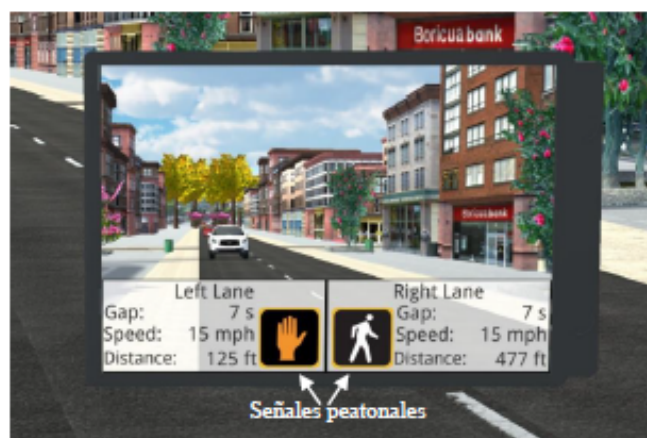 Boricua bank
Boricua bank
Left Lane
Gap: 7 s
Speed: 15 mph
Distance: 125 ft
Right Lane
Gap: 7 s
Speed: 15 mph
Distance: 477 ft
Señales peatonales